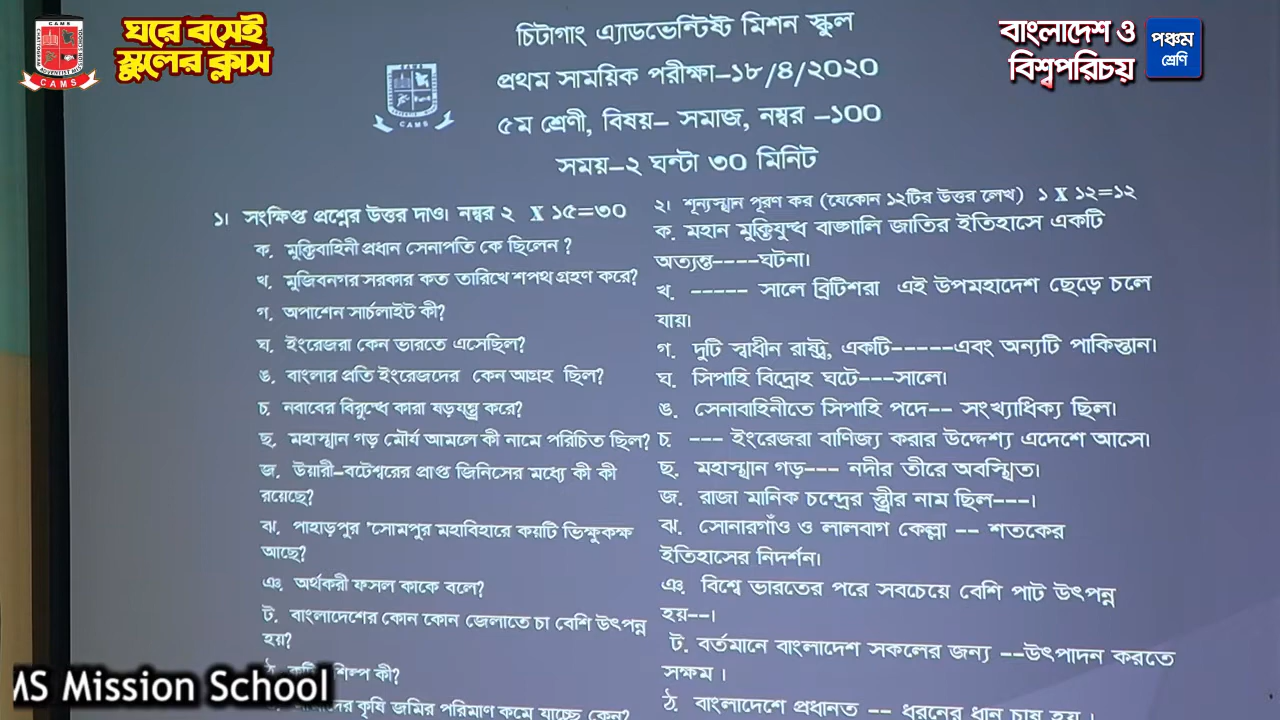 CAMS
ঘরে বসেই
স্কুলের ক্লাস
বাংলাদেশ ও
বিশ্বপরিচয়
পঞ্চম
শ্রেণি
চিটাগাং এ্যাডভেন্টিষ্ট মিশন স্কুল
প্রথম সাময়িক পরীক্ষা–১৮/৪/২০২০
৫ম শ্রেণী, বিষয়– সমাজ, নম্বর –১০০
সময়–২ ঘন্টা ৩০ মিনিট
CAMS
১। সংক্ষিপ্ত প্রশ্নের উত্তর দাও। নম্বর ২ X ১৫=৩০
ক. মুক্তিবাহিনী প্রধান সেনাপতি কে ছিলেন ?
খ. মুজিবনগর সরকার কত তারিখে শপথ গ্রহণ করে?
গ. অপাশেন সার্চলাইট কী?
ঘ. ইংরেজরা কেন ভারতে এসেছিল?
ঙ. বাংলার প্রতি ইংরেজদের কেন আগ্রহ ছিল?
চ. নবাবের বিরুদ্ধে কারা ষড়যন্ত্র করে?
ছ. মহাস্থান গড় মৌর্য আমলে কী নামে পরিচিত ছিল?
জ. উয়ারী–বটেশ্বরের প্রাপ্ত জিনিসের মধ্যে কী কী
রয়েছে?
ঝ. পাহাড়পুর "সোমপুর মহাবিহারে কয়টি ভিক্ষুকক্ষ
আছে?
ঞ. অর্থকরী ফসল কাকে বলে?
ট. বাংলাদেশের কোন কোন জেলাতে চা বেশি উৎপন্ন
হয়?
শিল্প কী?
কৃষি জমির পরিমাণ কমে যাচ্ছে কেন?
২। শূন্যস্থান পূরণ কর (যেকোন ১২টির উত্তর লেখ) ১ X ১২=১২
ক. মহান মুক্তিযুদ্ধ বাঙ্গালি জাতির ইতিহাসে একটি
অত্যন্ত----ঘটনা।
খ. ----- সালে ব্রিটিশরা এই উপমহাদেশ ছেড়ে চলে
যায়।
গ. দুটি স্বাধীন রাষ্ট্র, একটি-----এবং অন্যটি পাকিস্তান।
ঘ. সিপাহি বিদ্রোহ ঘটে---সালে।
ঙ. সেনাবাহিনীতে সিপাহি পদে-- সংখ্যাধিক্য ছিল।
চ. --- ইংরেজরা বাণিজ্য করার উদ্দেশ্য এদেশে আসে।
ছ. মহাস্থান গড়--- নদীর তীরে অবস্থিত।
জ. রাজা মানিক চন্দ্রের স্ত্রীর নাম ছিল---।
ঝ. সোনারগাঁও ও লালবাগ কেল্লা -- শতকের
ইতিহাসের নিদর্শন।
ঞ. বিশ্বে ভারতের পরে সবচেয়ে বেশি পাট উৎপন্ন
হয়--।
ট. বর্তমানে বাংলাদেশ সকলের জন্য --উৎপাদন করতে
সক্ষম ।
ঠ. বাংলাদেশে প্রধানত -- ধরনের ধান চাষ হয় ।
MS Mission School